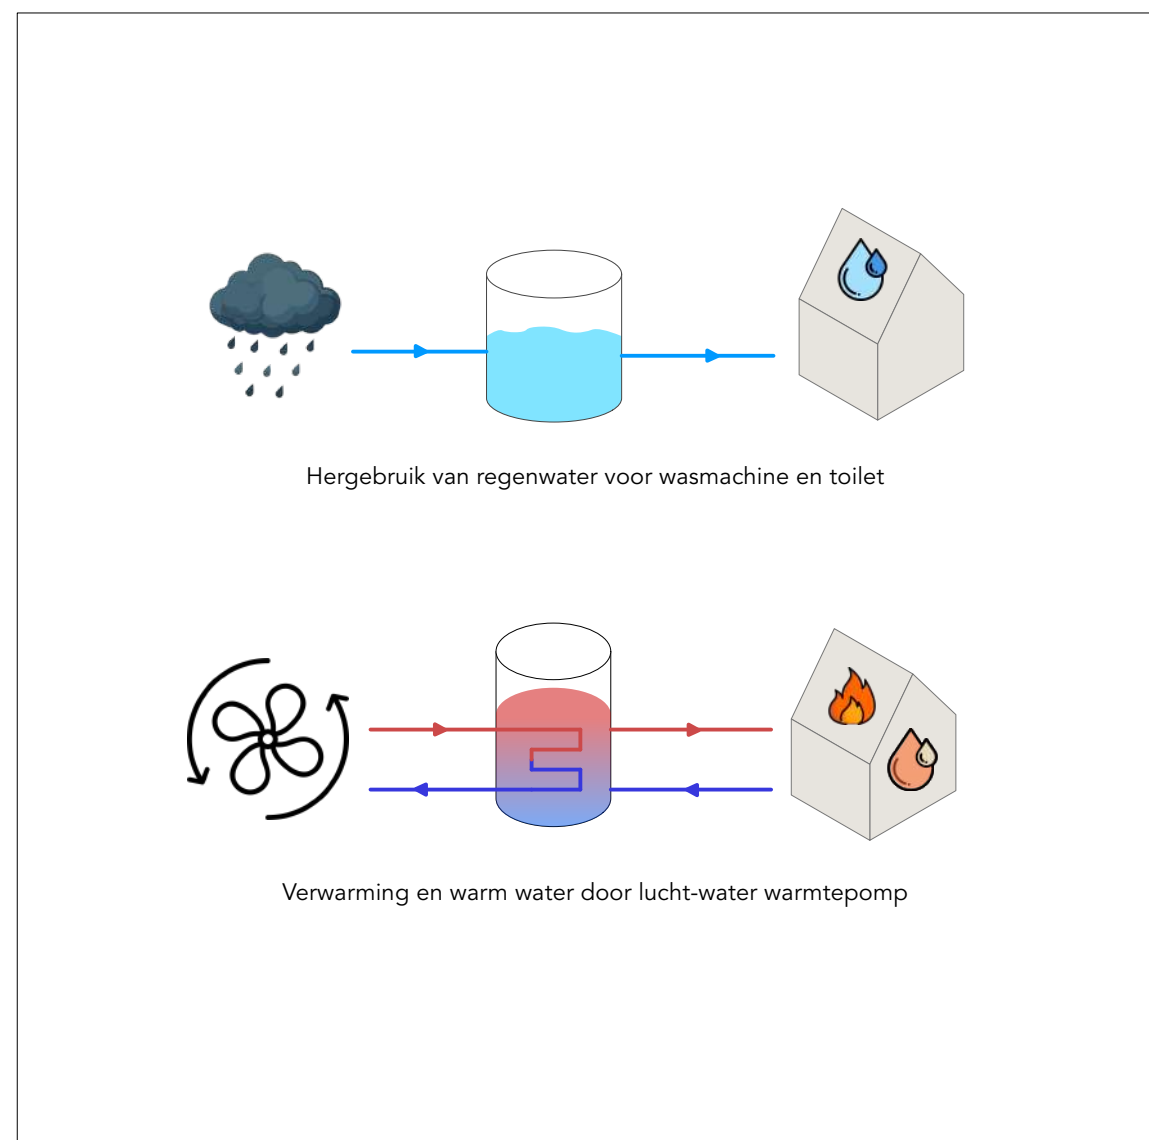 Hergebruik van regenwater voor wasmachine en toilet
Verwarming en warm water door lucht-water warmtepomp